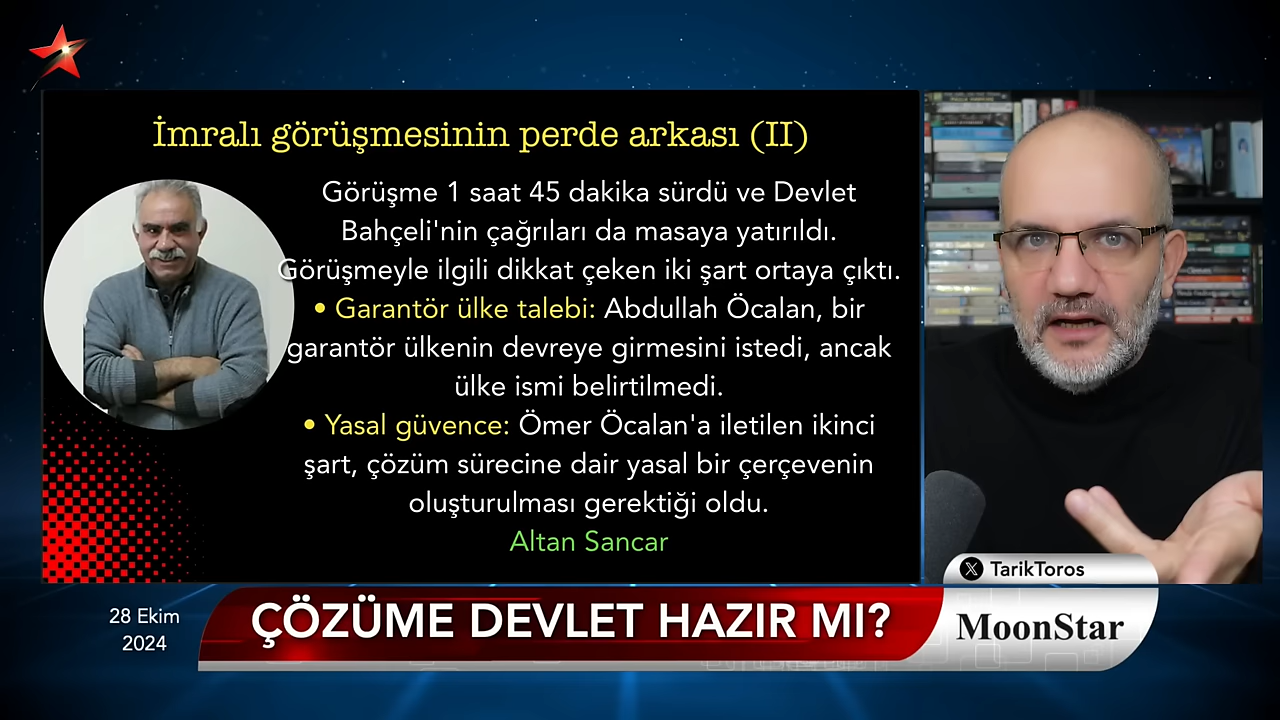 İmralı görüşmesinin perde arkası (II)
Görüşme 1 saat 45 dakika sürdü ve Devlet
Bahçeli'nin çağrıları da masaya yatırıldı.
Görüşmeyle ilgili dikkat çeken iki şart ortaya çıktı.
• Garantör ülke talebi: Abdullah Öcalan, bir
garantör ülkenin devreye girmesini istedi, ancak
ülke ismi belirtilmedi.
• Yasal güvence: Ömer Öcalan'a iletilen ikinci
şart, çözüm sürecine dair yasal bir çerçevenin
oluşturulması gerektiği oldu.
Altan Sancar
X TarikToros
28 Ekim
2024
ÇÖZÜME DEVLET HAZIR MI?
MoonStar